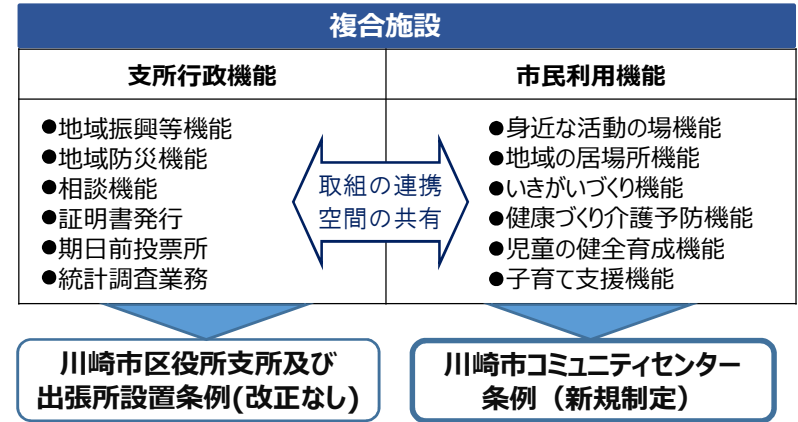 複合施設
支所行政機能
市民利用機能
●地域振興等機能
●地域防災機能
●相談機能
●証明書発行
●期日前投票所
●統計調査業務
取組の連携
空間の共有
●身近な活動の場機能
●地域の居場所機能
●いきがいづくり機能
●健康づくり介護予防機能
●児童の健全育成機能
●子育て支援機能
川崎市区役所支所及び
出張所設置条例(改正なし)
川崎市コミュニティセンター
条例（新規制定）